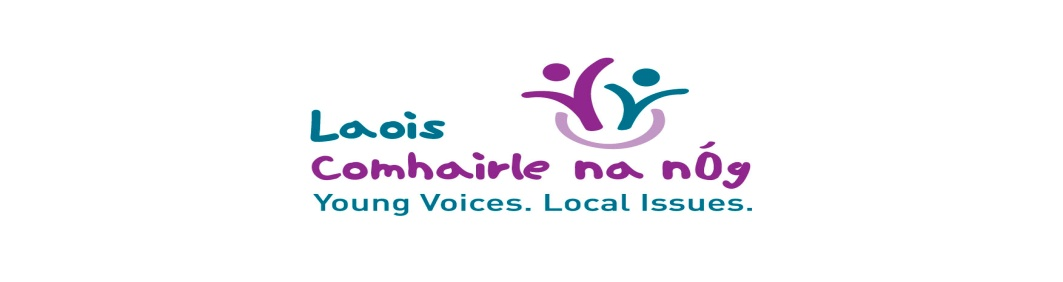 Laois
Comhairle na nÓg
Young Voices. Local Issues.